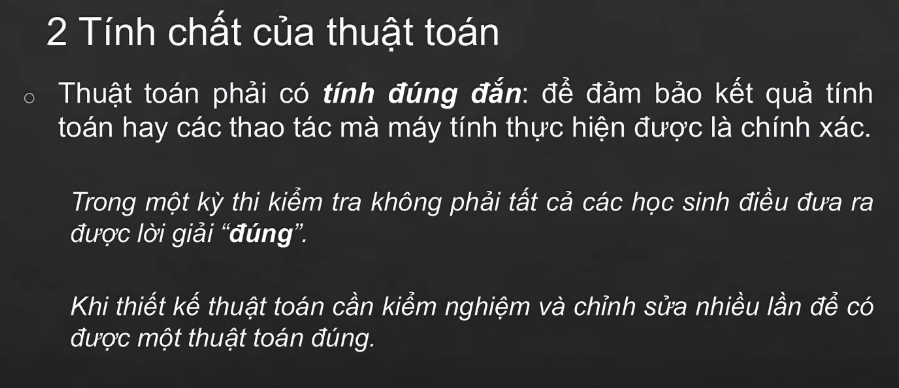 2 Tính chất của thuật toán
○ Thuật toán phải có tính đúng đắn: để đảm bảo kết quả tính
toán hay các thao tác mà máy tính thực hiện được là chính xác.
Trong một kỳ thi kiểm tra không phải tất cả các học sinh điều đưa ra
được lời giải “đúng”.
Khi thiết kế thuật toán cần kiểm nghiệm và chỉnh sửa nhiều lần để có
được một thuật toán đúng.